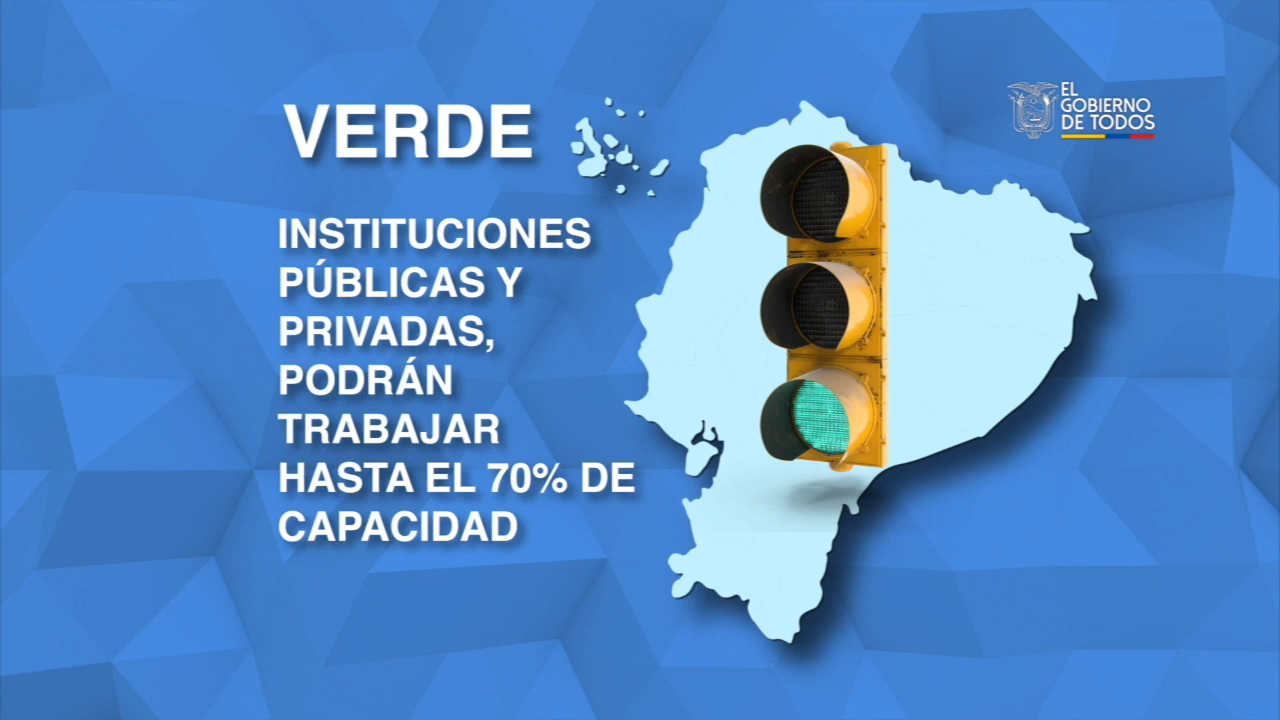 VERDE
INSTITUCIONES
PÚBLICAS Y
PRIVADAS,
PODRÁN
TRABAJAR
HASTA EL 70% DE
CAPACIDAD
EL
GOBIERNO
DE TODOS